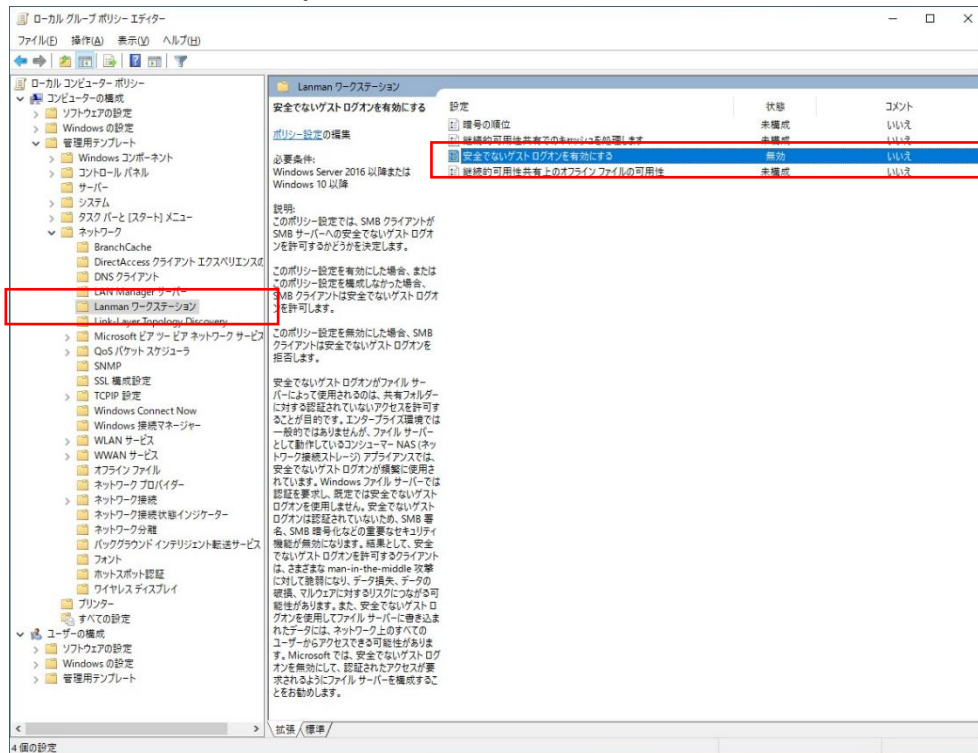 ローカル グループ ポリシー エディター
ファイル(F) 操作(A) 表示(V) ヘルプ(H)
ローカル コンピューター ポリシー
コンピューターの構成
ソフトウェアの設定
Windows の設定
管理用テンプレート
Windows コンポーネント
コントロール パネル
サーバー
システム
タスク バーと [スタート] メニュー
ネットワーク
BranchCache
DirectAccess クライアント エクスペリエンスの
DNS クライアント
LAN Manager サーバー
Lanman ワークステーション
Link-Layer Topology Discovery
Microsoft ピア ツー ピア ネットワーク サービス
QoS パケット スケジューラ
SNMP
SSL 構成設定
TCPIP 設定
Windows Connect Now
Windows 接続マネージャー
WLAN サービス
WWAN サービス
オフライン ファイル
ネットワーク プロバイダー
ネットワーク接続
ネットワーク接続状態インジケーター
ネットワーク分離
バックグラウンド インテリジェント転送サービス
フォント
ホットスポット認証
ワイヤレス ディスプレイ
プリンター
すべての設定
ユーザーの構成
ソフトウェアの設定
Windows の設定
管理用テンプレート
Lanman ワークステーション
安全でないゲスト ログオンを有効にする
ポリシー設定の編集
必要条件:
Windows Server 2016 以降または
Windows 10 以降
説明:
このポリシー設定では、SMB クライアントが
SMB サーバーへの安全でないゲスト ログオ
ンを許可するかどうかを決定します。
このポリシー設定を有効にした場合、または
このポリシー設定を構成しなかった場合、
SMB クライアントは安全でないゲスト ログオ
ンを許可します。
このポリシー設定を無効にした場合、SMB
クライアントは安全でないゲスト ログオンを
拒否します。
安全でないゲスト ログオンがファイル サー
バーによって使用されるのは、共有フォルダー
に対する認証されていないアクセスを許可す
ることが目的です。エンタープライズ環境では
一般的ではありませんが、ファイル サーバー
として動作しているコンシューマー NAS (ネッ
トワーク接続ストレージ) アプライアンスでは、
安全でないゲスト ログオンが頻繁に使用さ
れています。Windows ファイル サーバーでは
認証を要求し、既定では安全でないゲスト
ログオンを使用しません。安全でないゲスト
ログオンは認証されていないため、SMB 署
名、SMB 暗号化などの重要なセキュリティ
機能が無効になります。結果として、安全
でないゲスト ログオンを許可するクライアント
は、さまざまな man-in-the-middle 攻撃
に対して脆弱になり、データ損失、データの
破損、マルウェアに対するリスクにつながる可
能性があります。また、安全でないゲスト ロ
グオンを使用してファイル サーバーに書き込ま
れたデータには、ネットワーク上のすべての
ユーザーからアクセスできる可能性がありま
す。Microsoft では、安全でないゲスト ログ
オンを無効にして、認証されたアクセスが要
求されるようにファイル サーバーを構成するこ
とをお勧めします。
設定 状態 コメント
暗号の順位 未構成 いいえ
継続的可用性共有でのキャッシュを処理します 未構成 いいえ
安全でないゲスト ログオンを有効にする 無効 いいえ
継続的可用性共有上のオフライン ファイルの可用性 未構成 いいえ
拡張 標準
4 個の設定